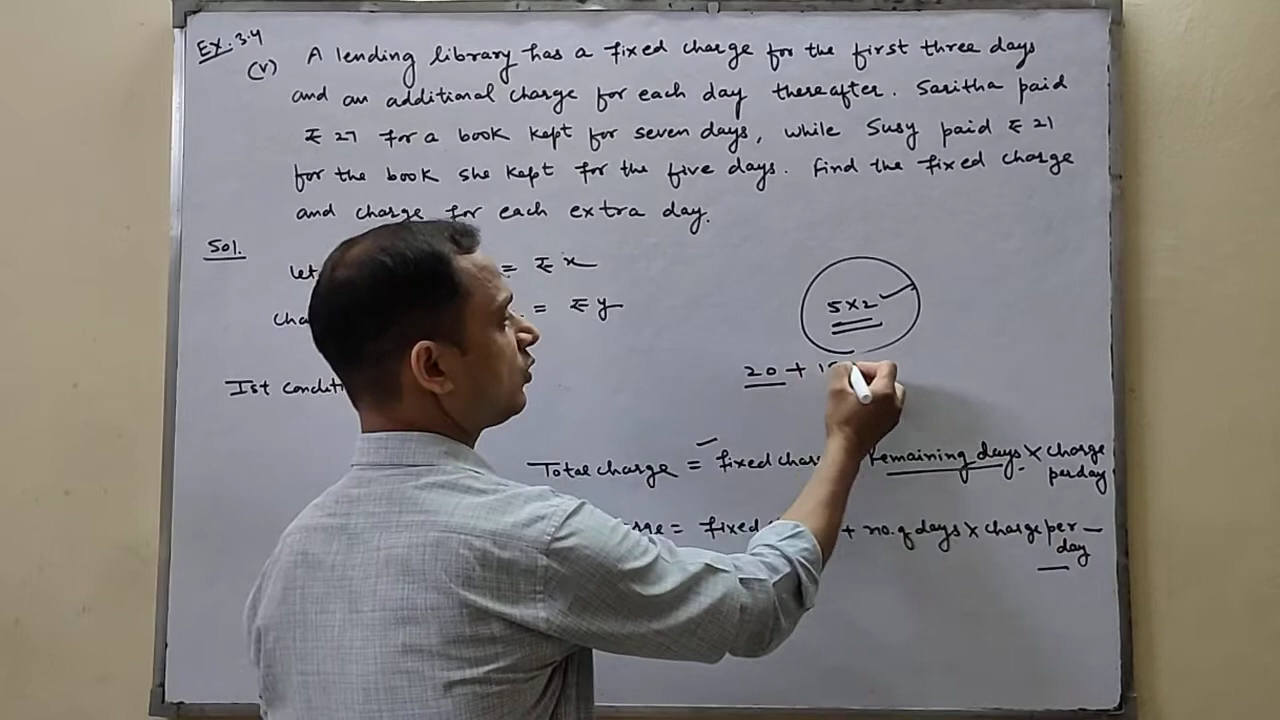 Ex. 3.4
(v) A lending library has a fixed charge for the first three days
and an additional charge for each day thereafter. Saritha paid
₹ 27 for a book kept for seven days, while Susy paid ₹ 21
for the book she kept for the five days. find the fixed charge
and charge for each extra day.
Sol.
let = ₹ x
= ₹ y
5×2
Ist
20 +
Total charge = fixed remaining days × charge
per day
= fixed + no. of days × charge per
day